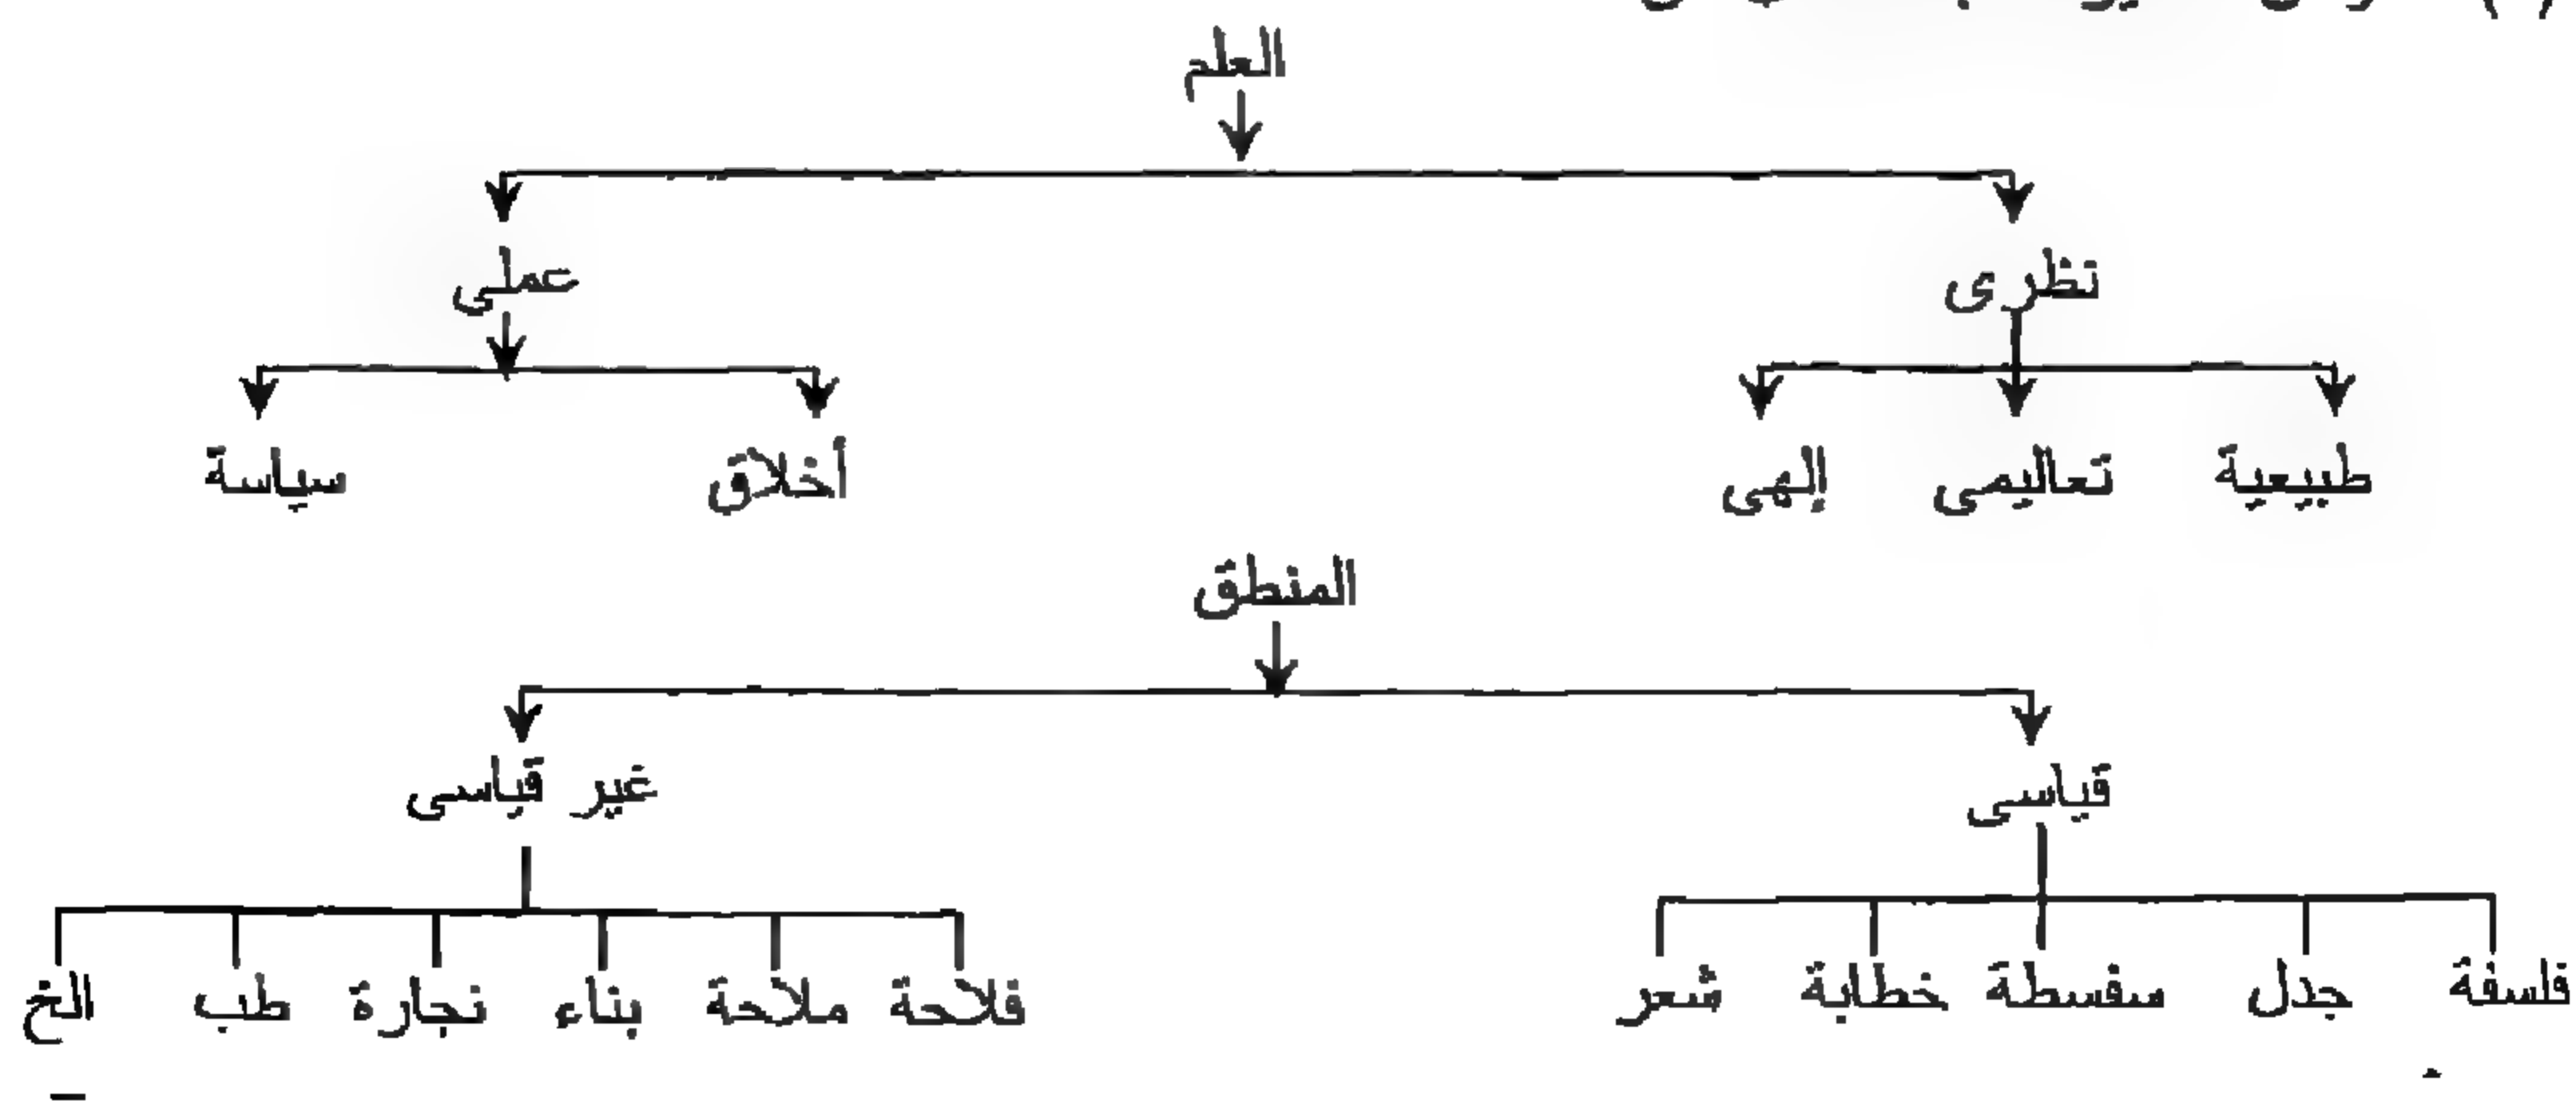 العلم
نظرى عملى
طبيعية تعاليمى إلهى أخلاق سياسة
المنطق
قياسى غير قياسى
فلسفة جدل سفسطة خطابة شعر فلاحة ملاحة بناء نجارة طب الخ